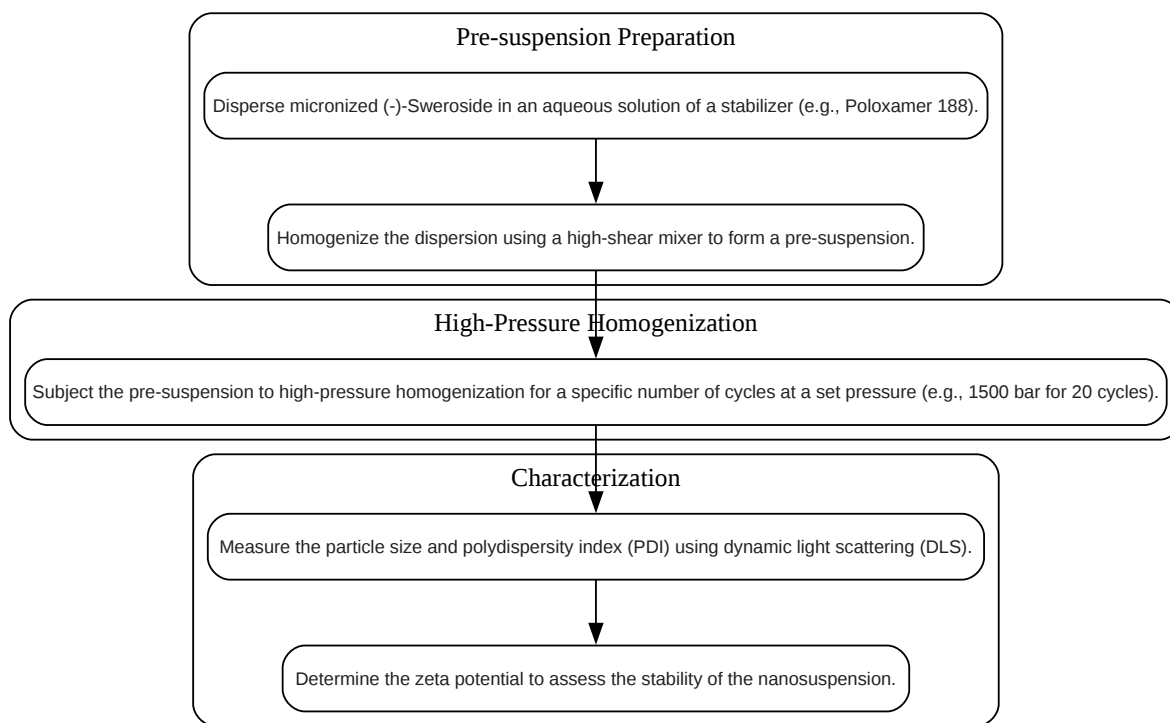 Pre-suspension Preparation
Disperse micronized (-)-Sweroside in an aqueous solution of a stabilizer (e.g., Poloxamer 188).
Homogenize the dispersion using a high-shear mixer to form a pre-suspension.
High-Pressure Homogenization
Subject the pre-suspension to high-pressure homogenization for a specific number of cycles at a set pressure (e.g., 1500 bar for 20 cycles).
Characterization
Measure the particle size and polydispersity index (PDI) using dynamic light scattering (DLS).
Determine the zeta potential to assess the stability of the nanosuspension.